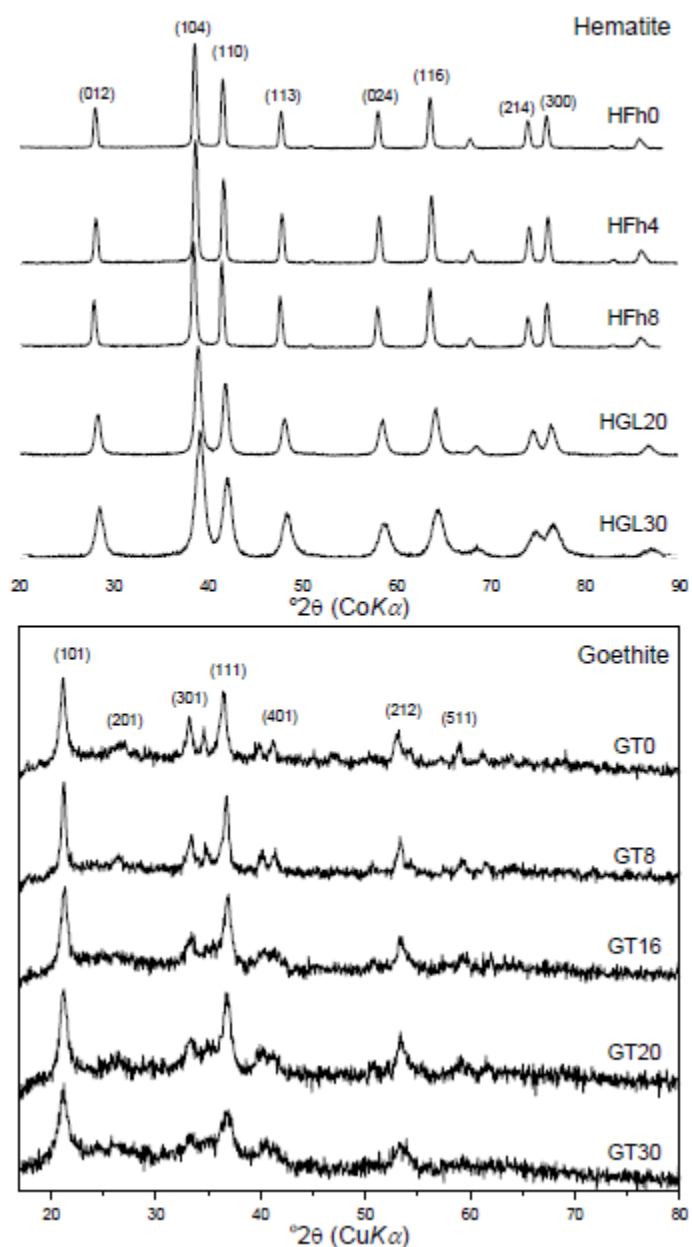 Hematite
(104)
(110)
(116)
(012)
(113)
(024)
(214)
(300)
HFh0
HFh4
HFh8
HGL20
HGL30
20 30 40 50 60 70 80 90
°2θ (CoKα)
Goethite
(101)
(111)
(301)
(201)
(401)
(212)
(511)
GT0
GT8
GT16
GT20
GT30
20 30 40 50 60 70 80
°2θ (CuKα)